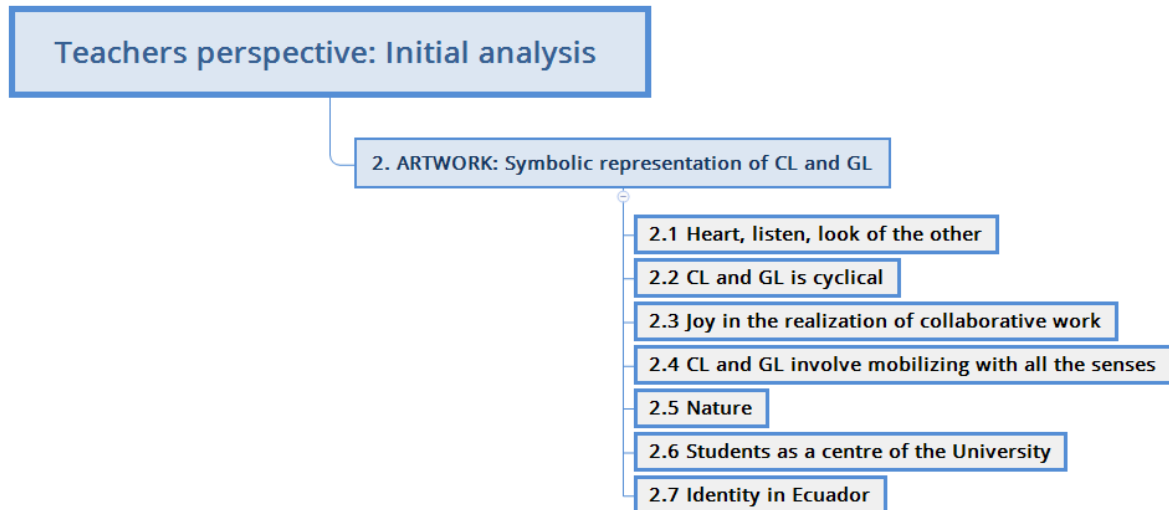 Teachers perspective: Initial analysis
2. ARTWORK: Symbolic representation of CL and GL
2.1 Heart, listen, look of the other
2.2 CL and GL is cyclical
2.3 Joy in the realization of collaborative work
2.4 CL and GL involve mobilizing with all the senses
2.5 Nature
2.6 Students as a centre of the University
2.7 Identity in Ecuador